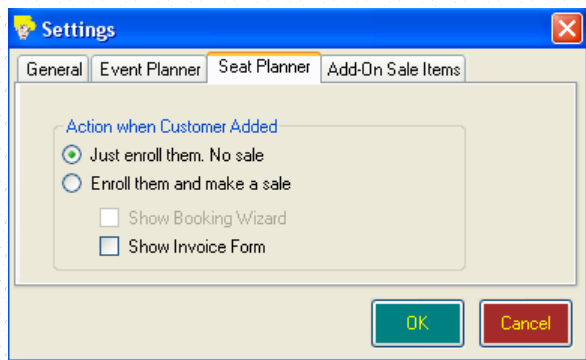 Settings
General Event Planner Seat Planner Add-On Sale Items
Action when Customer Added
Just enroll them. No sale
Enroll them and make a sale
Show Booking Wizard
Show Invoice Form
OK Cancel